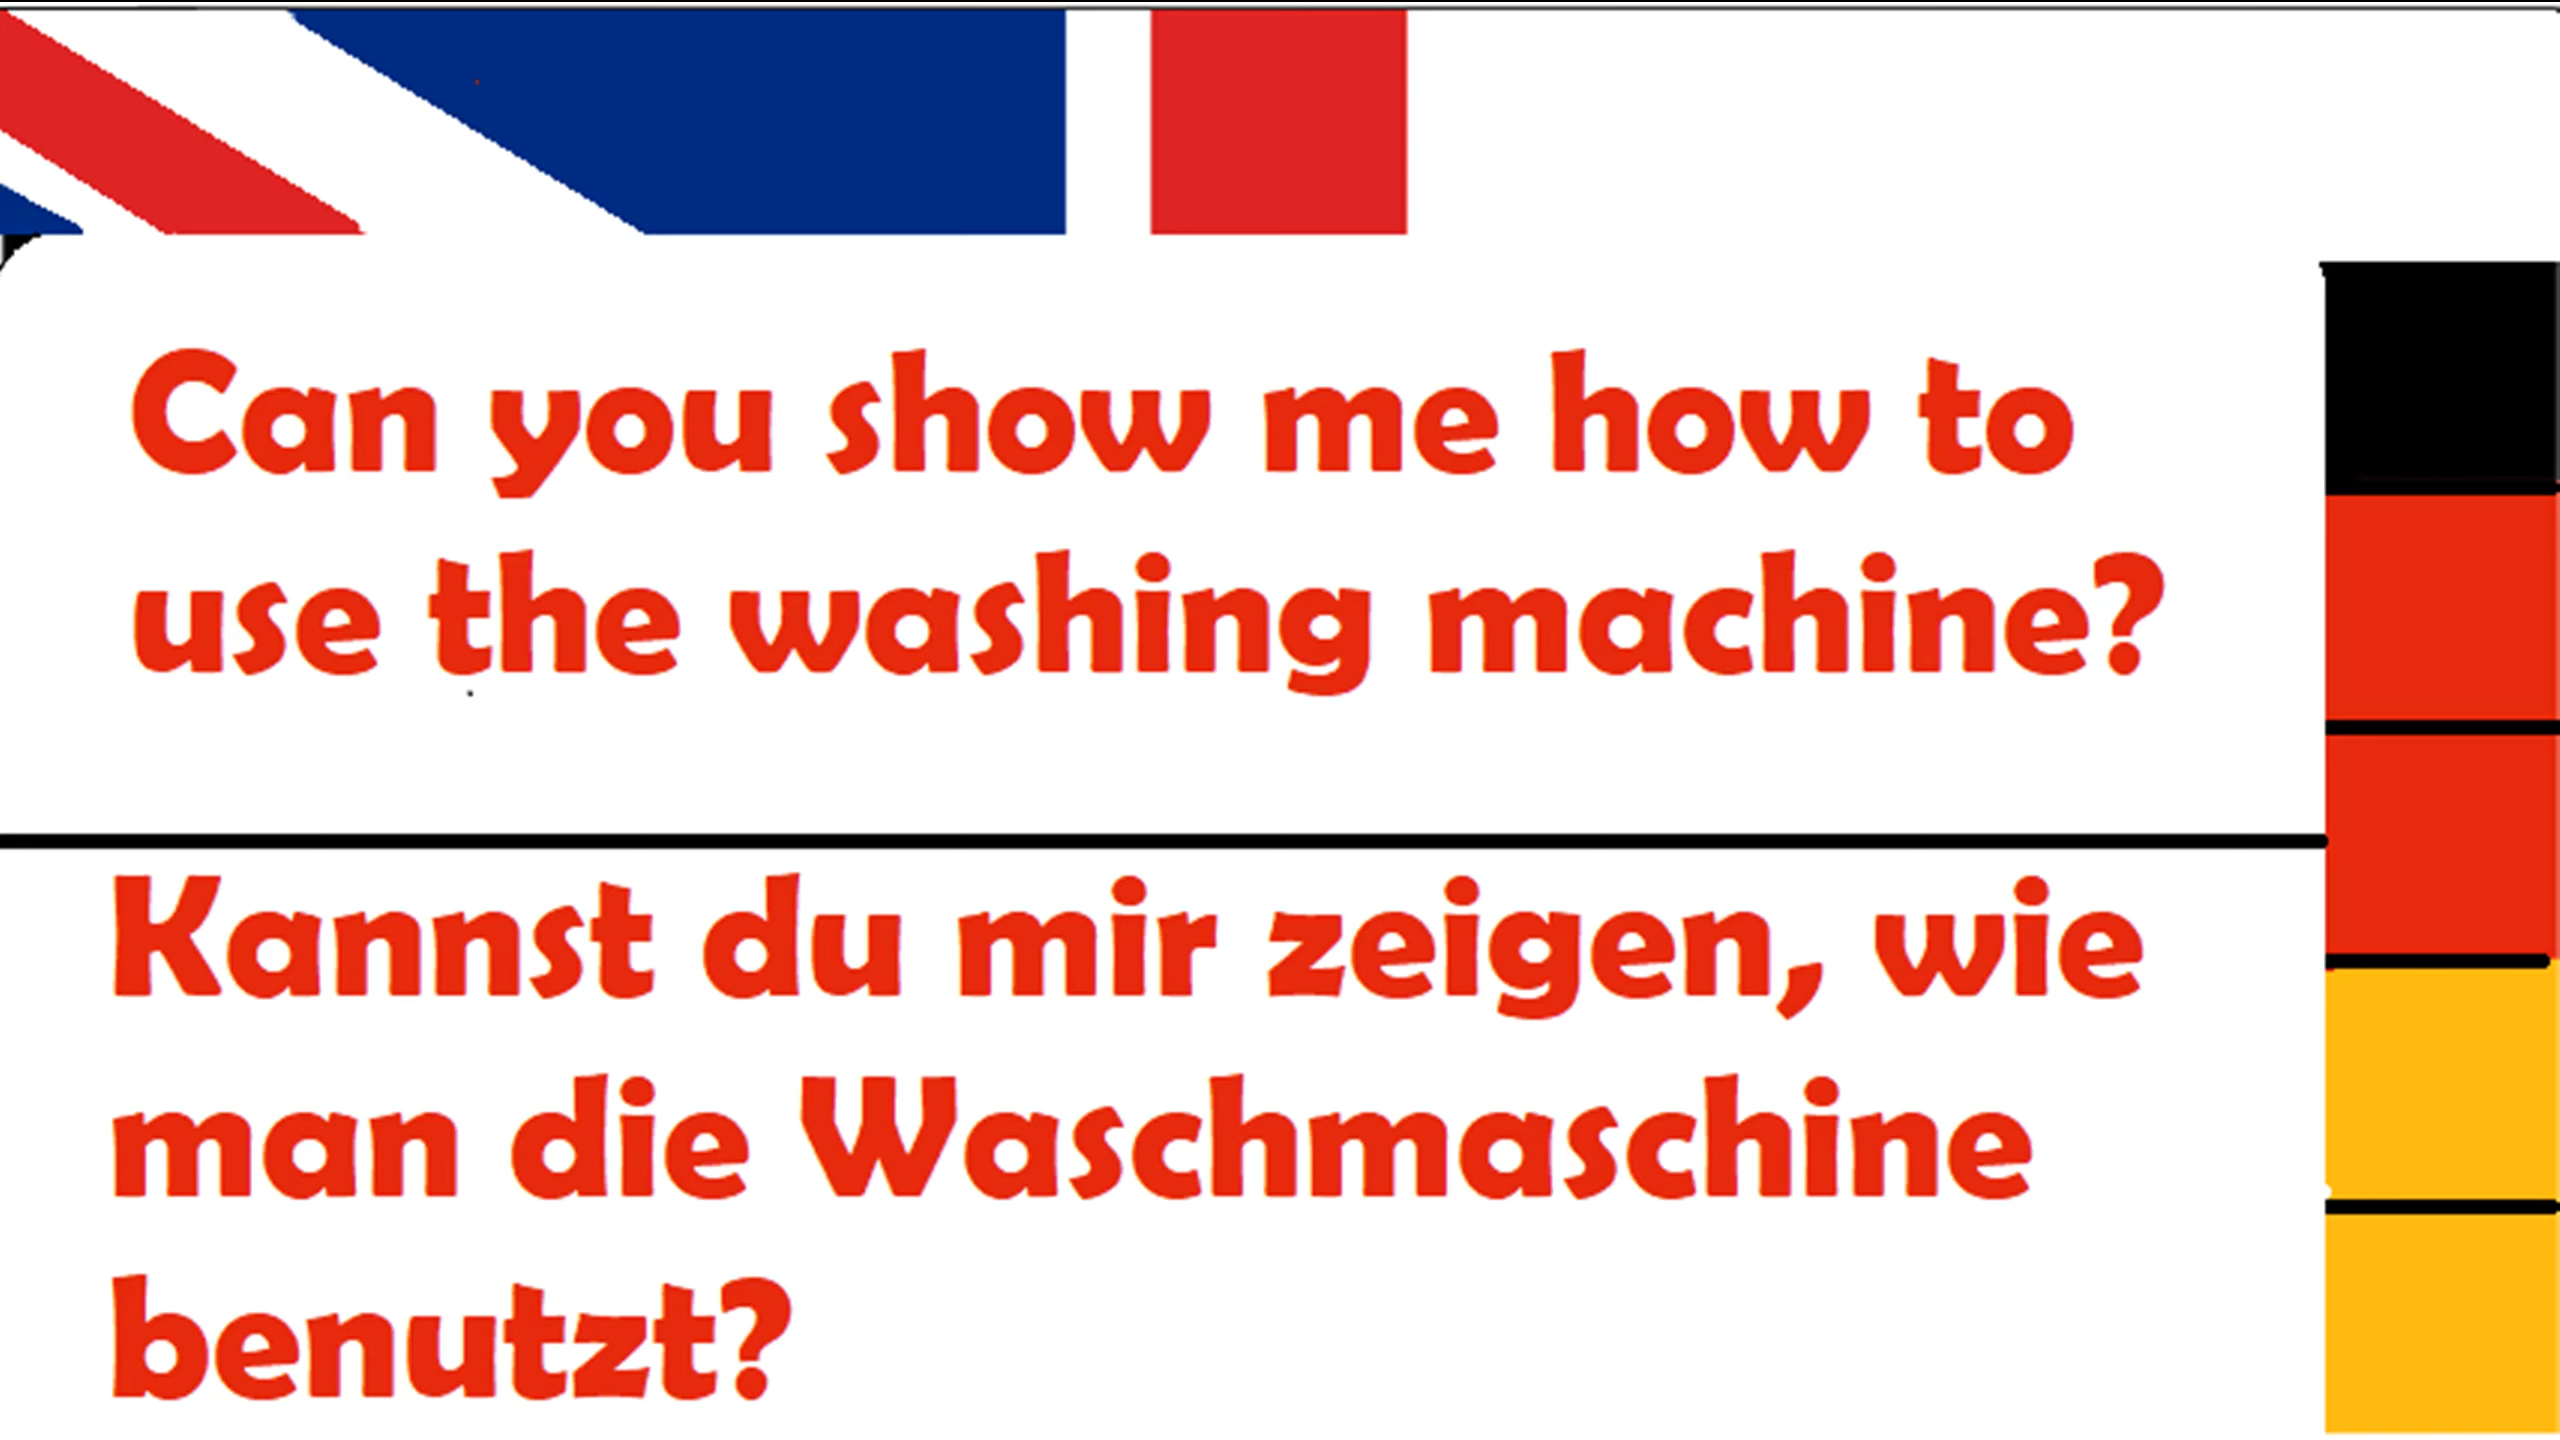 Can you show me how to
use the washing machine?
Kannst du mir zeigen, wie
man die Waschmaschine
benutzt?